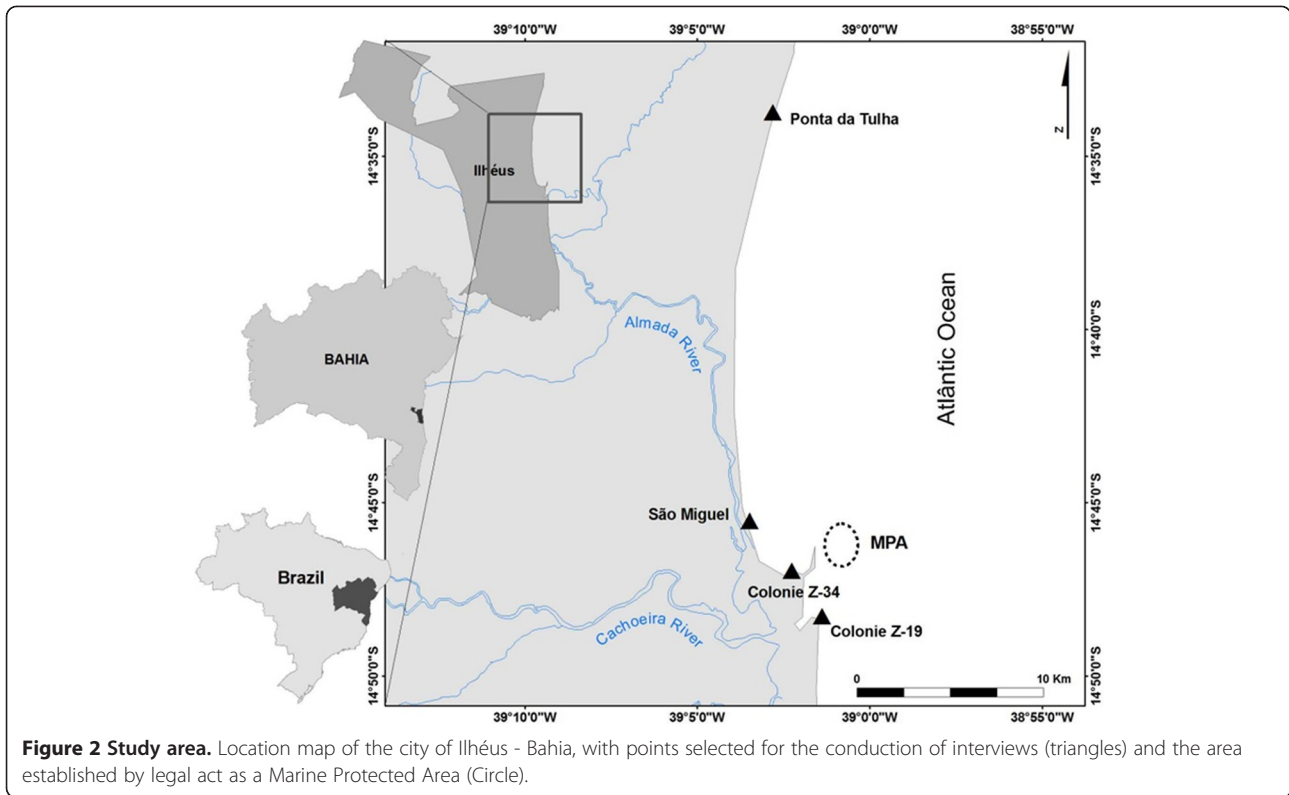 39°10'0"W 39°5'0"W 39°0'0"W 38°55'0"W
Ponta da Tulha
N
14°35'0"S 14°35'0"S
Ilhéus
Almada River
Atlântic Ocean
14°40'0"S 14°40'0"S
BAHIA
14°45'0"S 14°45'0"S
São Miguel
MPA
Brazil
Colonie Z-34
Cachoeira River
Colonie Z-19
0 10 Km
14°50'0"S 14°50'0"S
39°10'0"W 39°5'0"W 39°0'0"W 38°55'0"W
Figure 2 Study area. Location map of the city of Ilhéus - Bahia, with points selected for the conduction of interviews (triangles) and the area
established by legal act as a Marine Protected Area (Circle).